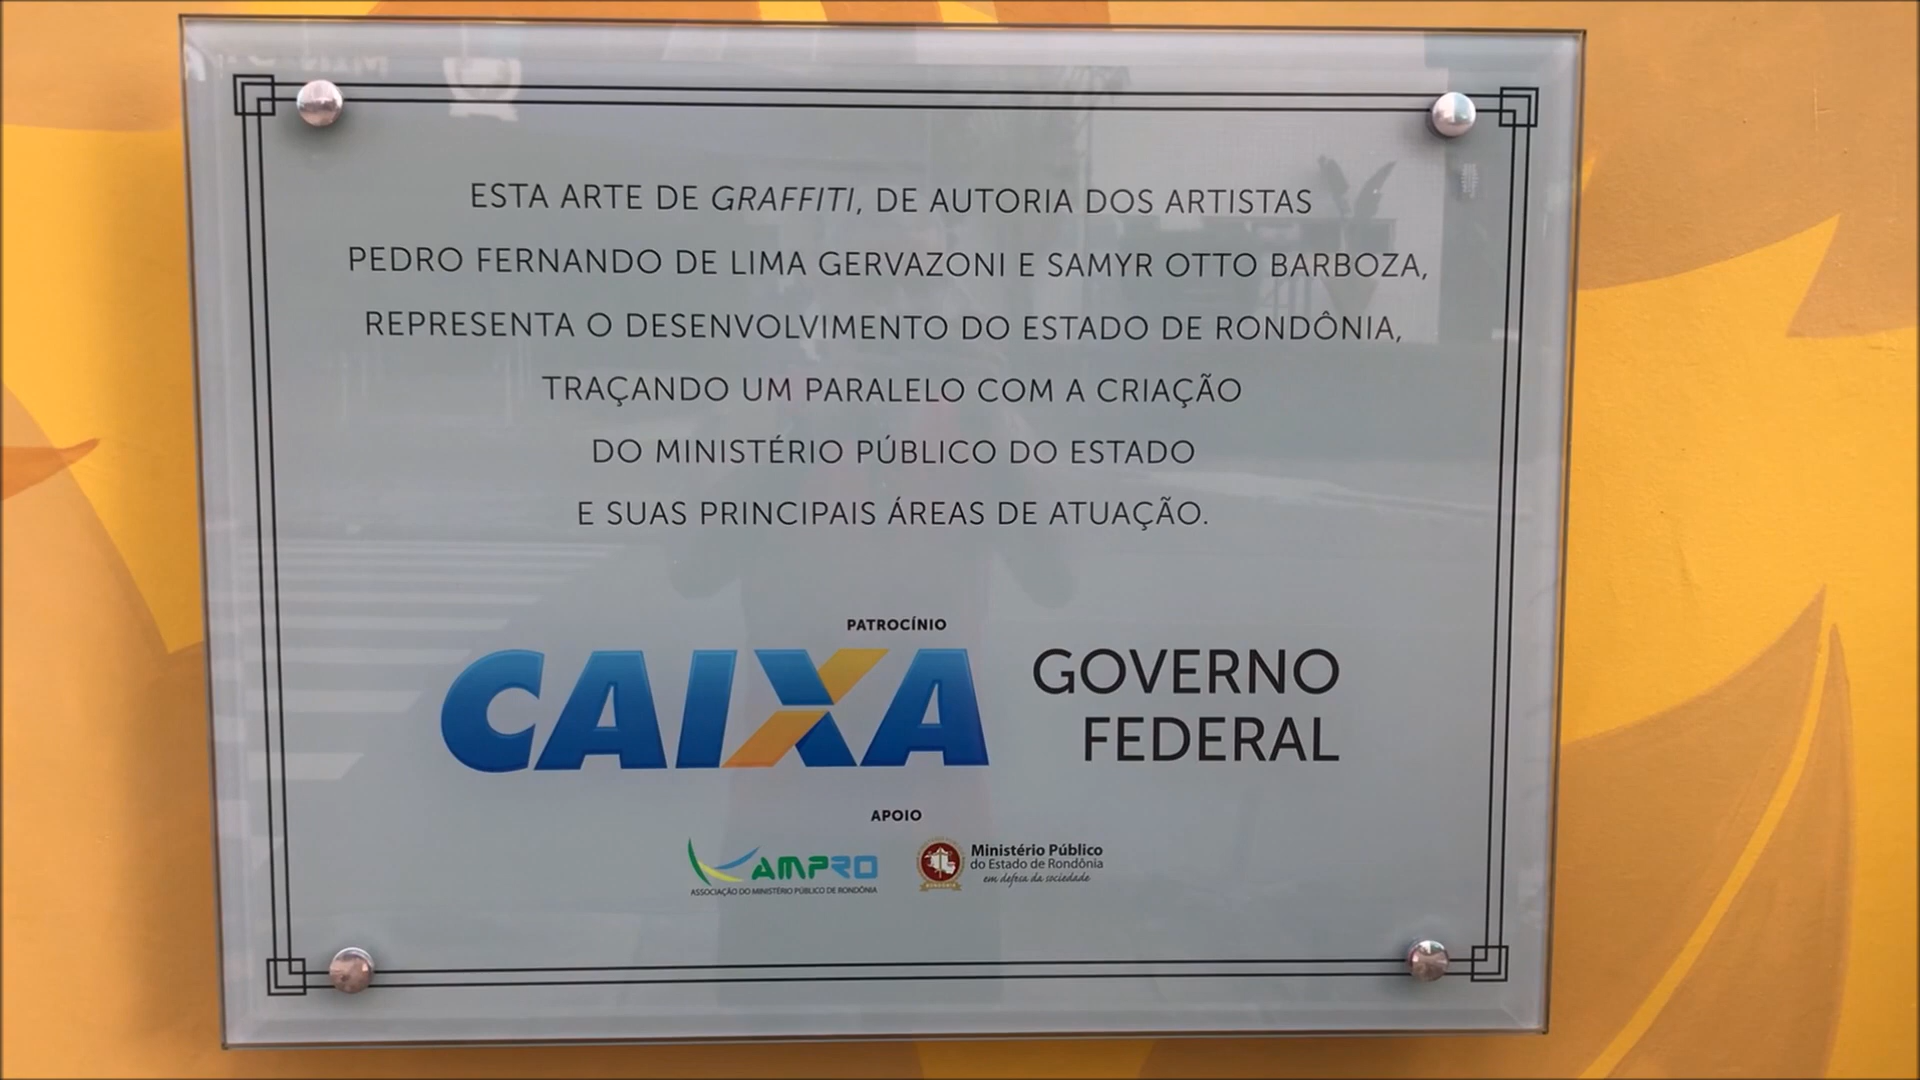 ESTA ARTE DE GRAFFITI, DE AUTORIA DOS ARTISTAS
PEDRO FERNANDO DE LIMA GERVAZONI E SAMYR OTTO BARBOZA,
REPRESENTA O DESENVOLVIMENTO DO ESTADO DE RONDÔNIA,
TRAÇANDO UM PARALELO COM A CRIAÇÃO
DO MINISTÉRIO PÚBLICO DO ESTADO
E SUAS PRINCIPAIS ÁREAS DE ATUAÇÃO.
PATROCÍNIO
CAIXA
GOVERNO
FEDERAL
APOIO
AMPRO
ASSOCIAÇÃO DO MINISTÉRIO PÚBLICO DE RONDÔNIA
Ministério Público
do Estado de Rondônia
em defesa da sociedade